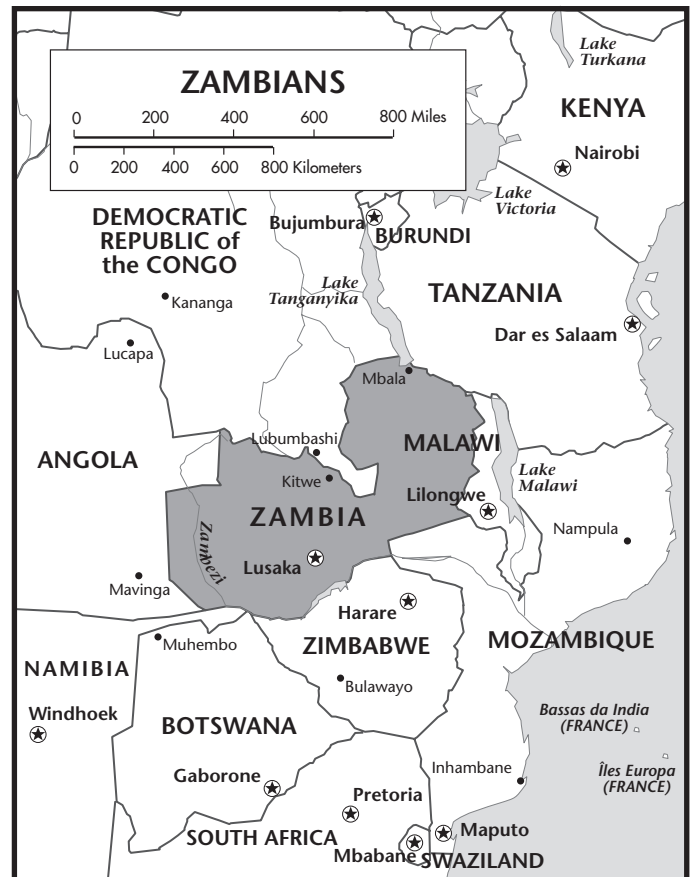 ZAMBIANS
0 200 400 600 800 Miles
0 200 400 600 800 Kilometers
Lake
Turkana
KENYA
Nairobi
Lake
Victoria
DEMOCRATIC
REPUBLIC of
the CONGO
Bujumbura
BURUNDI
Lake
Tanganyika
Kananga
TANZANIA
Dar es Salaam
Lucapa
Mbala
Lubumbashi
MALAWI
ANGOLA
Kitwe
Lilongwe
Lake
Malawi
ZAMBIA
Nampula
Zambezi
Lusaka
Mavinga
Harare
Muhembo
ZIMBABWE
MOZAMBIQUE
NAMIBIA
Bulawayo
Windhoek
BOTSWANA
Bassas da India
(FRANCE)
Inhambane
Îles Europa
(FRANCE)
Gaborone
Pretoria
SOUTH AFRICA
Maputo
Mbabane
SWAZILAND